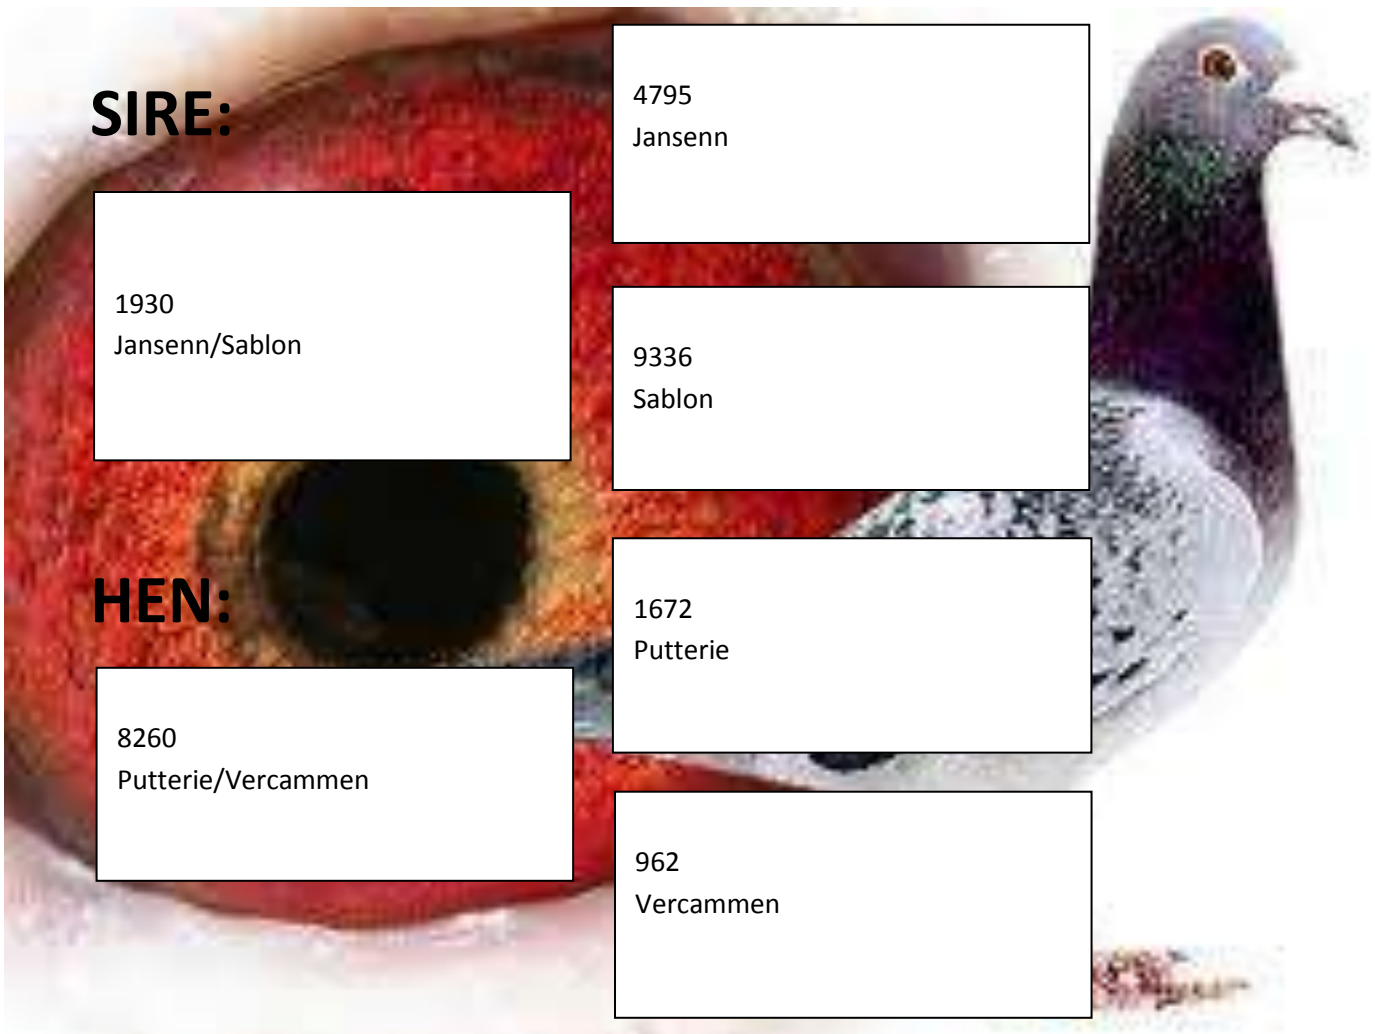 SIRE:
1930
Jansenn/Sablon
4795
Jansenn
9336
Sablon
HEN:
8260
Putterie/Vercammen
1672
Putterie
962
Vercammen